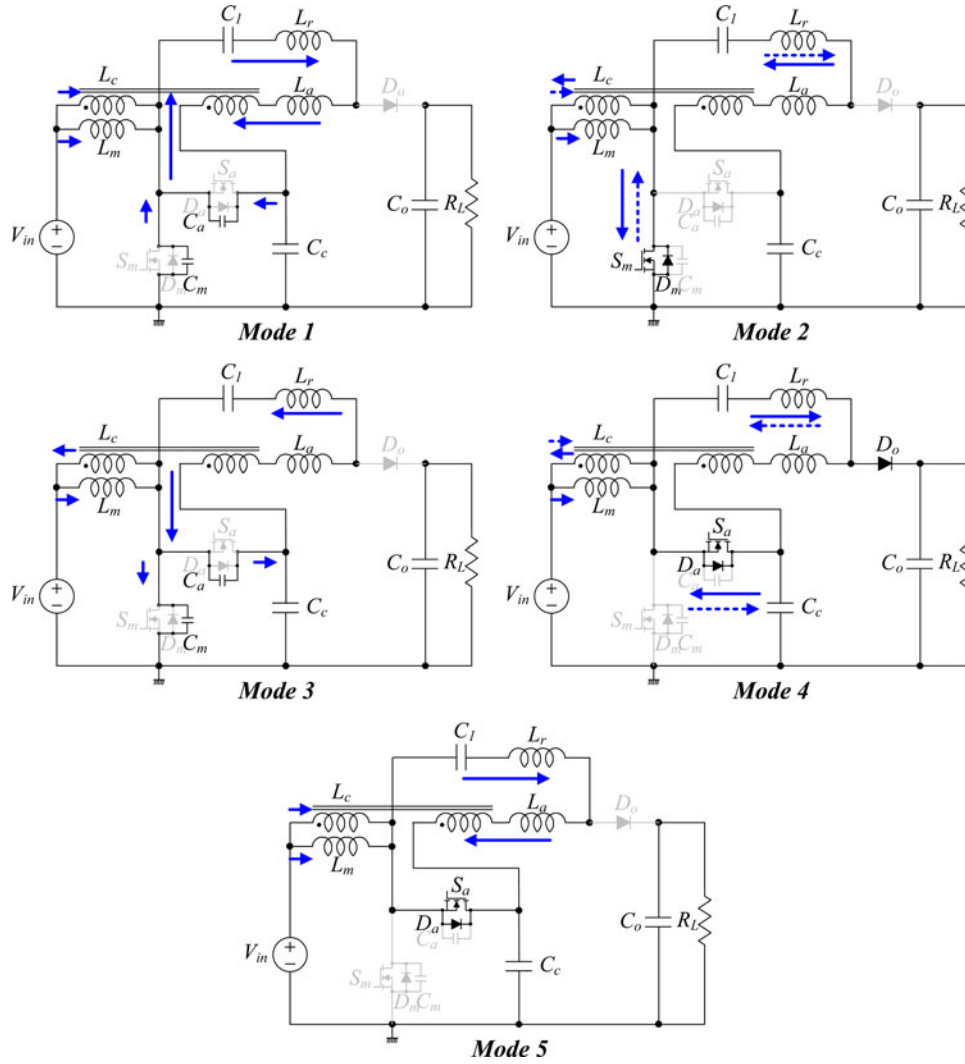 C1
Lr
Lc
La
Do
Lm
Sa
Da
Ca
Co
RL
Vin
Sm
Dm
Cm
Cc
Mode 1
C1
Lr
Lc
La
Do
Lm
Sa
Da
Ca
Co
RL
Vin
Sm
Dm
Cm
Cc
Mode 2
C1
Lr
Lc
La
Do
Lm
Sa
Da
Ca
Co
RL
Vin
Sm
Dm
Cm
Cc
Mode 3
C1
Lr
Lc
La
Do
Lm
Sa
Da
Ca
Co
RL
Vin
Sm
Dm
Cm
Cc
Mode 4
C1
Lr
Lc
La
Do
Lm
Sa
Da
Ca
Co
RL
Vin
Sm
Dm
Cm
Cc
Mode 5